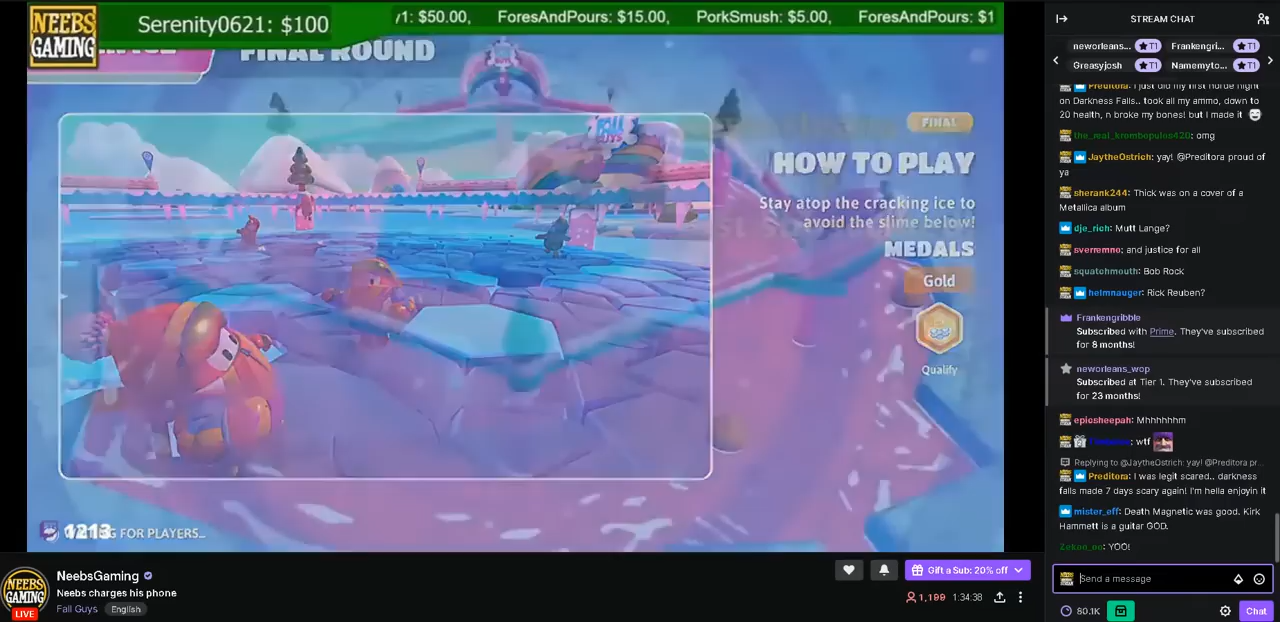 NEEBS
GAMING
Serenity0621: $100
/1: $50.00, ForesAndPours: $15.00, PorkSmush: $5.00, ForesAndPours: $1
FINAL ROUND
FINAL
HOW TO PLAY
Stay atop the cracking ice to
avoid the slime below!
MEDALS
Gold
Qualify
FOR PLAYERS...
NEEBS
GAMING
LIVE
NeebsGaming
Neebs charges his phone
Fall Guys English
Gift a Sub: 20% off
1,199 1:34:38
STREAM CHAT
neworleans... T1 Frankengri... T1
Greasyjosh T1 Namemyto... T1
Preditora: I just did my first horde night
on Darkness Falls.. took all my ammo, down to
20 health, n broke my bones! but I made it
the_real_krombopulos420: omg
JaytheOstrich: yay! @Preditora proud of
ya
sherank244: Thick was on a cover of a
Metallica album
dje_rich: Mutt Lange?
sverremno: and justice for all
squatchmouth: Bob Rock
helmnauger: Rick Reuben?
Frankengribble
Subscribed with Prime. They've subscribed
for 8 months!
neworleans_wop
Subscribed at Tier 1. They've subscribed
for 23 months!
epicsheepah: Mhhhhhhm
: wtf
Replying to @JaytheOstrich: yay! @Preditora pr...
Preditora: I was legit scared.. darkness
falls made 7 days scary again! I'm hella enjoyin it
mister_eff: Death Magnetic was good. Kirk
Hammett is a guitar GOD.
Zekon_no: YOO!
Send a message
80.1K
Chat